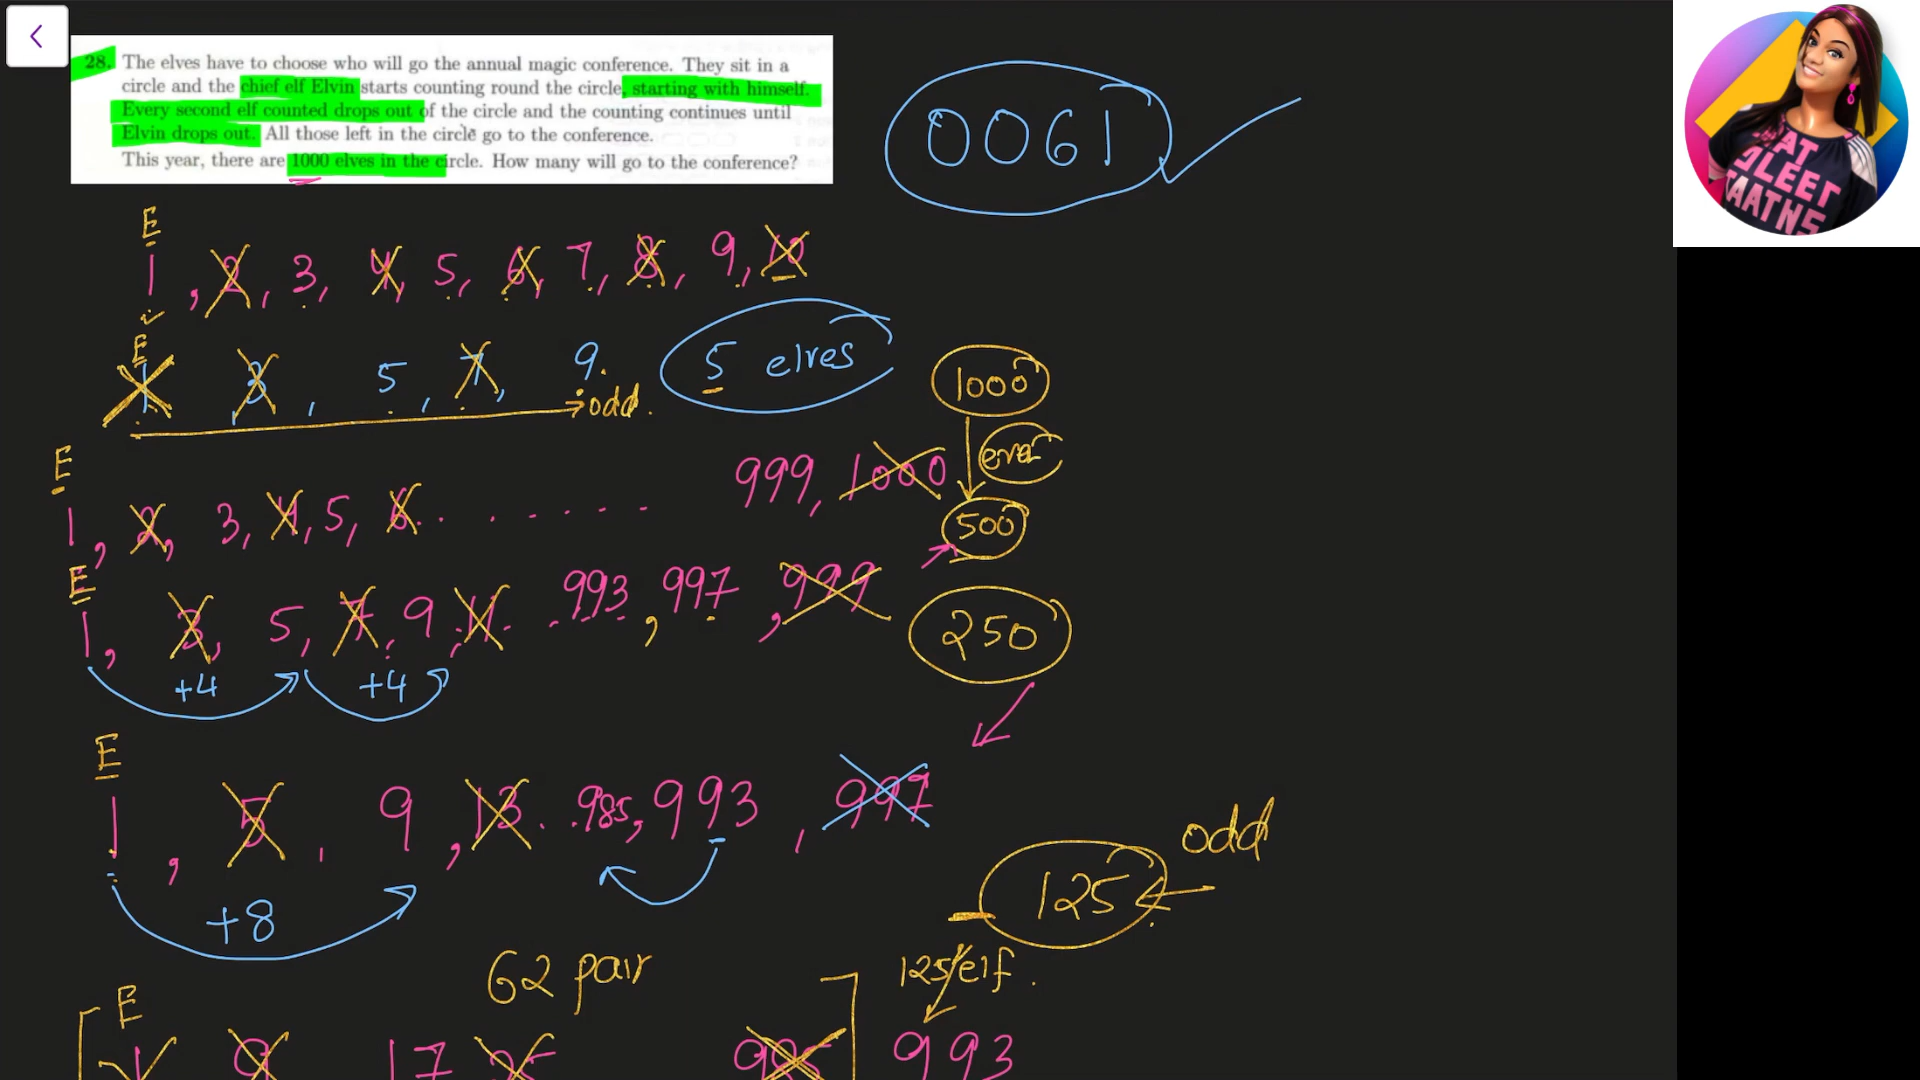 28. The elves have to choose who will go the annual magic conference. They sit in a
circle and the chief elf Elvin starts counting round the circle, starting with himself.
Every second elf counted drops out of the circle and the counting continues until
Elvin drops out. All those left in the circle go to the conference.
This year, there are 1000 elves in the circle. How many will go to the conference?
0061
E
1, 2, 3, 4, 5, 6, 7, 8, 9, 10
E
1 3, 5, 7, 9.
odd.
5 elves
1000
E
1, 2, 3, 4, 5, 6. . . . . . . . 999, 1000
500
E
1, 3, 5, 7, 9, 11. . 993, 997, 999
250
+4 +4
E
1, 5, 9, 13. . . 985, 993, 997
+8
odd
125
62 pair
125 elf.
E
1 9 17 25 993